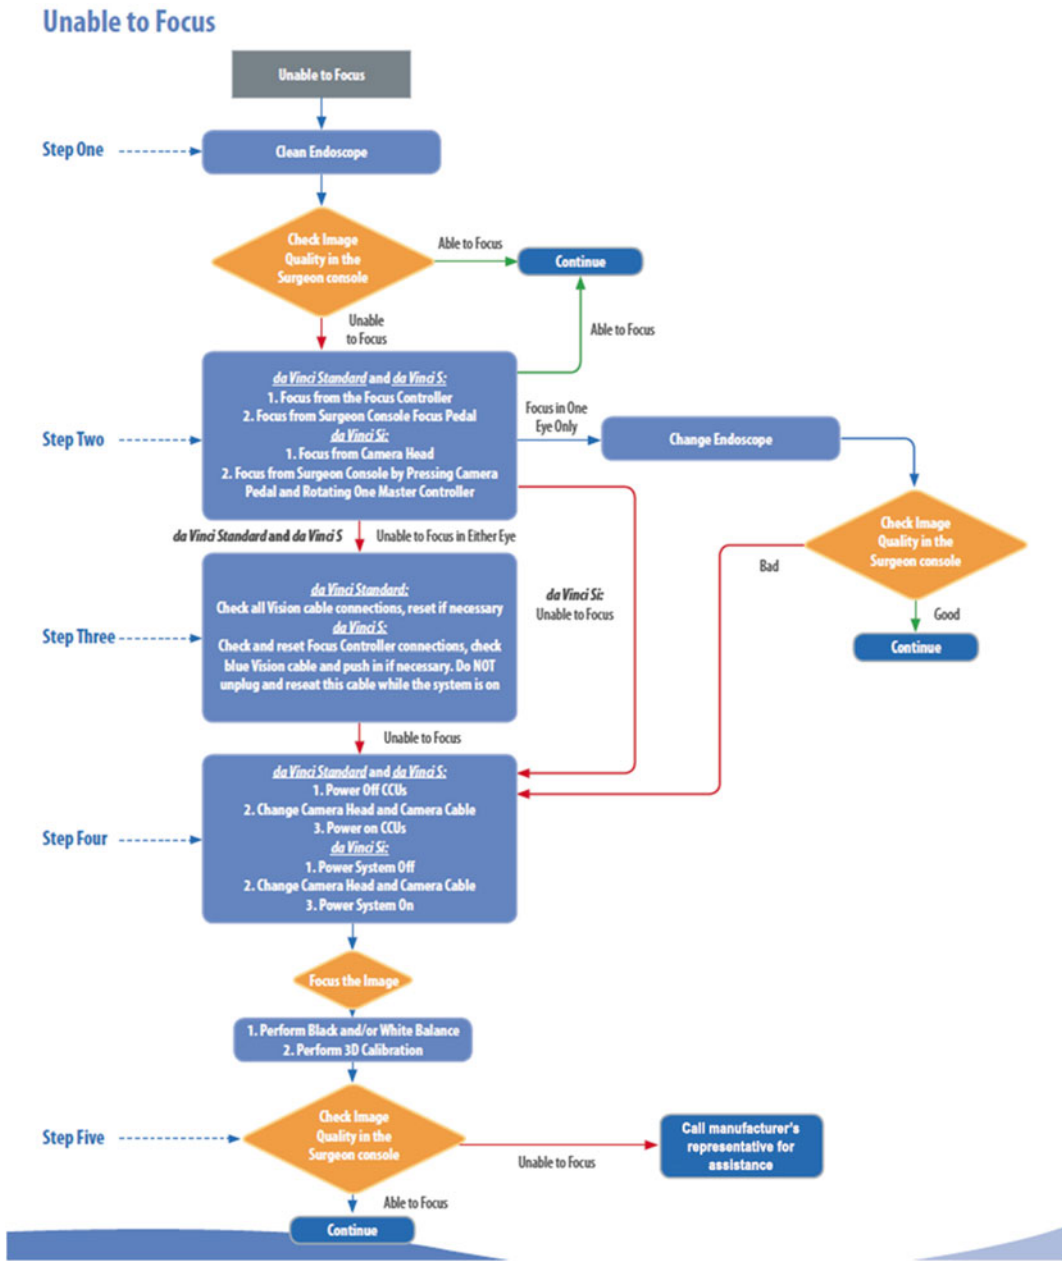 Unable to Focus
Unable to Focus
Step One
Clean Endoscope
Check Image
Quality in the
Surgeon console
Able to Focus
Continue
Unable
to Focus
Able to Focus
Step Two
da Vinci Standard and da Vinci S:
1. Focus from the Focus Controller
2. Focus from Surgeon Console Focus Pedal
da Vinci Si:
1. Focus from Camera Head
2. Focus from Surgeon Console by Pressing Camera
Pedal and Rotating One Master Controller
Focus in One
Eye Only
Change Endoscope
Check Image
Quality in the
Surgeon console
Bad
Good
Continue
da Vinci Standard and da Vinci S
Unable to Focus in Either Eye
da Vinci Si:
Unable to Focus
Step Three
da Vinci Standard:
Check all Vision cable connections, reset if necessary
da Vinci S:
Check and reset Focus Controller connections, check
blue Vision cable and push in if necessary. Do NOT
unplug and reseat this cable while the system is on
Unable to Focus
Step Four
da Vinci Standard and da Vinci S:
1. Power Off CCUs
2. Change Camera Head and Camera Cable
3. Power on CCUs
da Vinci Si:
1. Power System Off
2. Change Camera Head and Camera Cable
3. Power System On
Focus the Image
1. Perform Black and/or White Balance
2. Perform 3D Calibration
Step Five
Check Image
Quality in the
Surgeon console
Unable to Focus
Call manufacturer's
representative for
assistance
Able to Focus
Continue